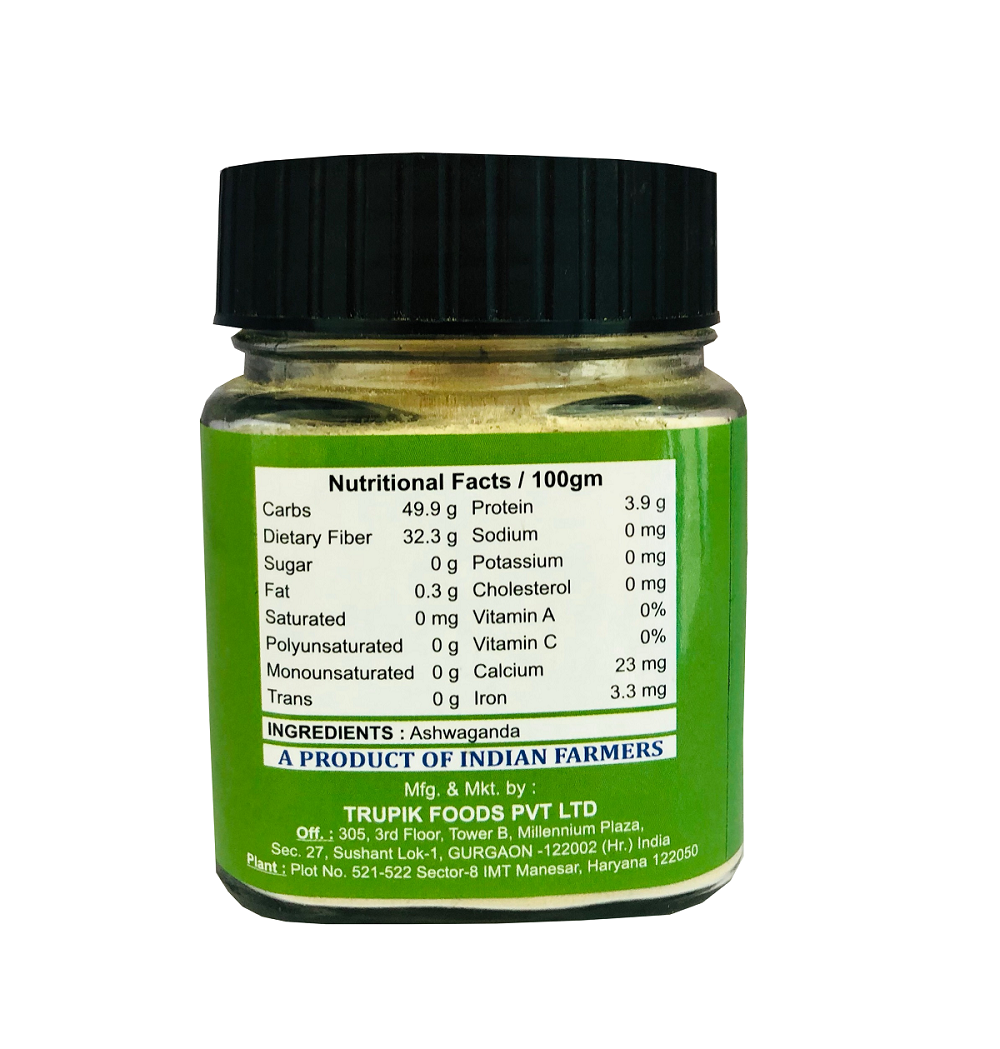 Nutritional Facts / 100gm
Carbs 49.9 g Protein 3.9 g
Dietary Fiber 32.3 g Sodium 0 mg
Sugar 0 g Potassium 0 mg
Fat 0.3 g Cholesterol 0 mg
Saturated 0 mg Vitamin A 0%
Polyunsaturated 0 g Vitamin C 0%
Monounsaturated 0 g Calcium 23 mg
Trans 0 g Iron 3.3 mg
INGREDIENTS : Ashwaganda
A PRODUCT OF INDIAN FARMERS
Mfg. & Mkt. by :
TRUPIK FOODS PVT LTD
Off. : 305, 3rd Floor, Tower B, Millennium Plaza,
Sec. 27, Sushant Lok-1, GURGAON -122002 (Hr.) India
Plant : Plot No. 521-522 Sector-8 IMT Manesar, Haryana 122050